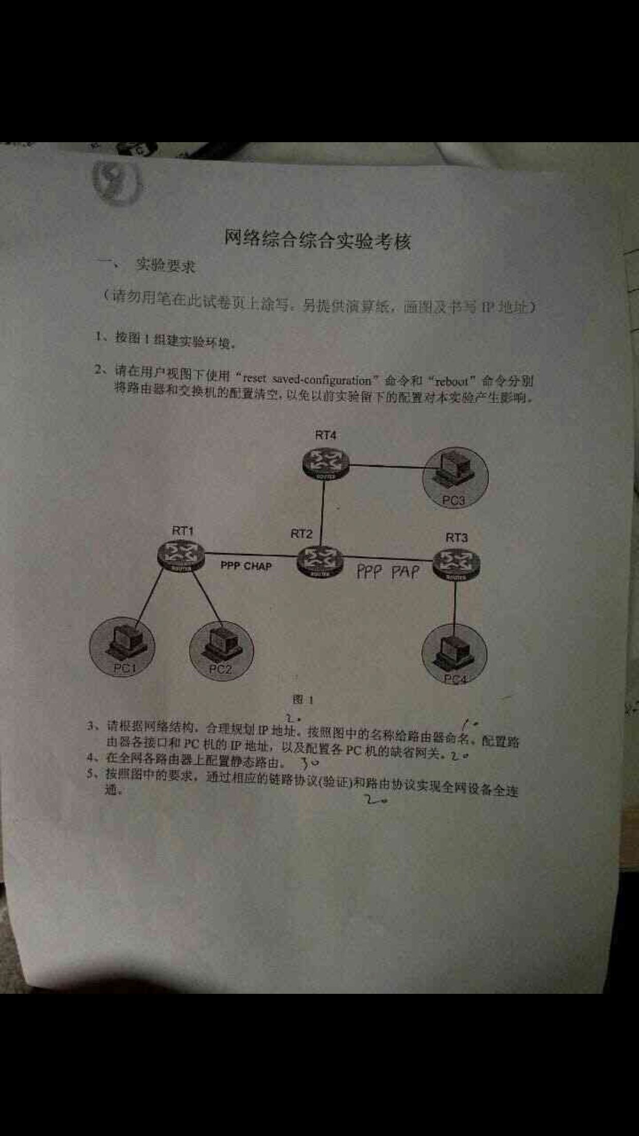 网络综合综合实验考核
一、 实验要求
（请勿用笔在此试卷页上涂写。另提供演算纸，画图及书写 IP 地址）
1、按图 1 组建实验环境。
2、请在用户视图下使用“reset saved-configuration”命令和“reboot”命令分别
将路由器和交换机的配置清空，以免以前实验留下的配置对本实验产生影响。
RT4
ROUTER
PC3
RT1
RT2
RT3
ROUTER
PPP CHAP
ROUTER
PPP PAP
ROUTER
PC1
PC2
PC4
图 1
20
10
3、请根据网络结构，合理规划 IP 地址、按照图中的名称给路由器命名、配置路
由器各接口和 PC 机的 IP 地址，以及配置各 PC 机的缺省网关。20
4、在全网各路由器上配置静态路由。 30
5、按照图中的要求，通过相应的链路协议(验证)和路由协议实现全网设备全连
通。
20